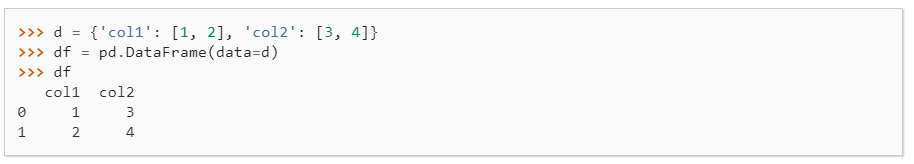 >>> d = {'col1': [1, 2], 'col2': [3, 4]}
>>> df = pd.DataFrame(data=d)
>>> df
   col1  col2
0     1     3
1     2     4